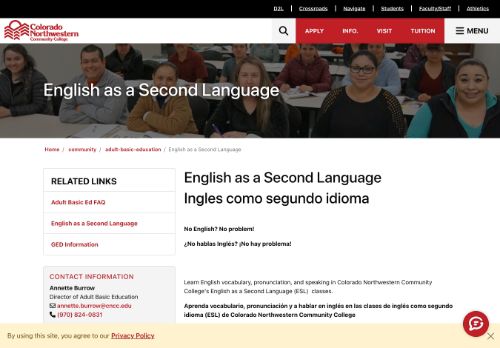 D2L | Crossroads | Navigate | Students | Faculty/Staff | Athletics
Colorado
Northwestern
Community College
APPLY INFO. VISIT TUITION MENU
English as a Second Language
Home / community / adult-basic-education / English as a Second Language
RELATED LINKS
Adult Basic Ed FAQ
English as a Second Language
GED Information
CONTACT INFORMATION
Annette Burrow
Director of Adult Basic Education
annette.burrow@cncc.edu
(970) 824-0831
English as a Second Language
Ingles como segundo idioma
No English? No problem!
¿No hablas Inglés? ¡No hay problema!
Learn English vocabulary, pronunciation, and speaking in Colorado Northwestern Community
College's English as a Second Language (ESL) classes.
Aprenda vocabulario, pronunciación y a hablar en inglés en las clases de inglés como segundo
idioma (ESL) de Colorado Northwestern Community College
By using this site, you agree to our Privacy Policy